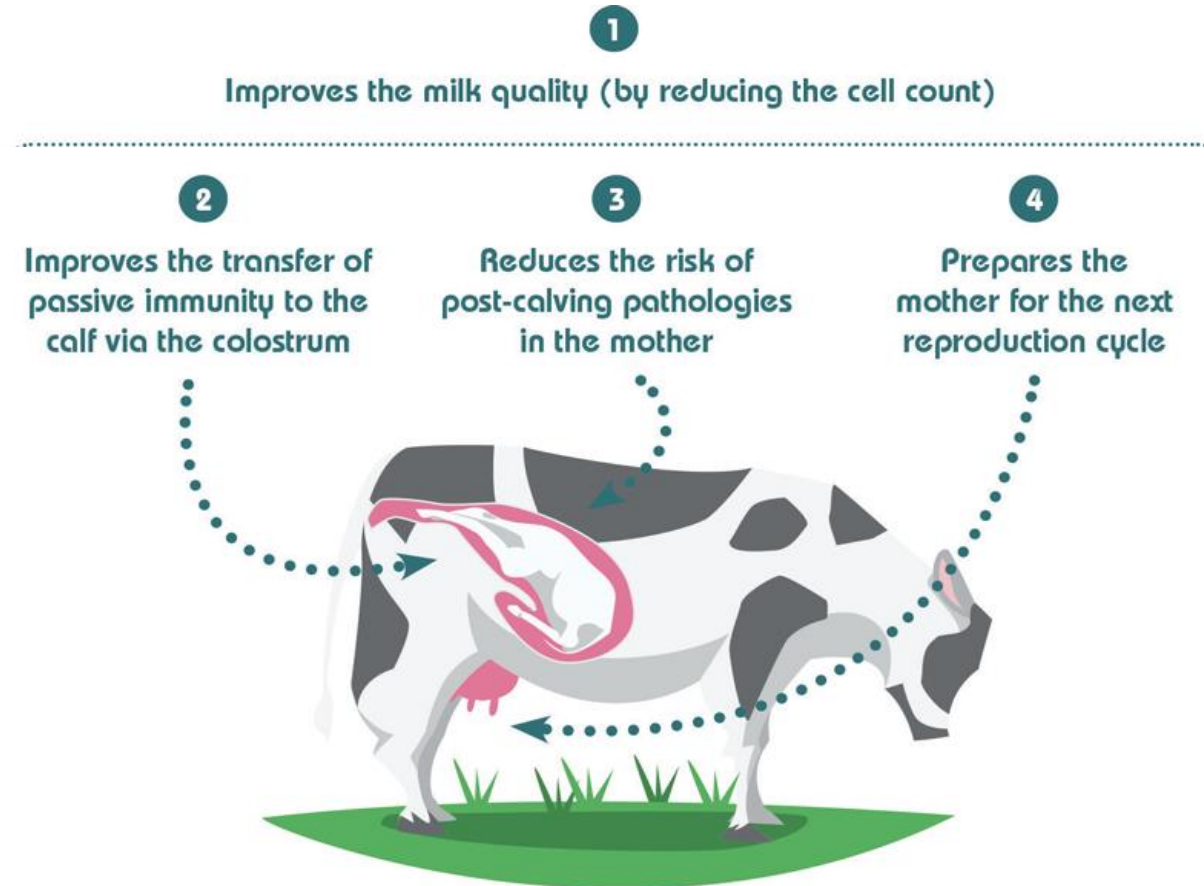 1
Improves the milk quality (by reducing the cell count)
2
Improves the transfer of
passive immunity to the
calf via the colostrum
3
Reduces the risk of
post-calving pathologies
in the mother
4
Prepares the
mother for the next
reproduction cycle